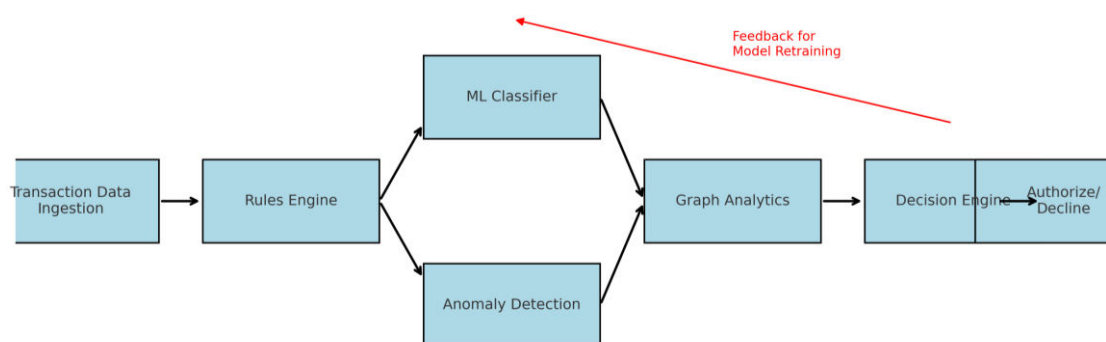 Feedback for
Model Retraining
ML Classifier
Transaction Data
Ingestion
Rules Engine
Graph Analytics
Decision Engine
Authorize/
Decline
Anomaly Detection